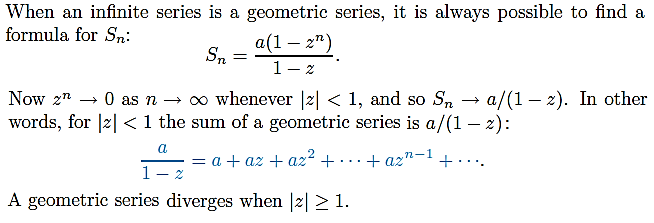 When an infinite series is a geometric series, it is always possible to find a
formula for Sₙ:
Sₙ = a(1 − zⁿ) / (1 − z).
Now zⁿ → 0 as n → ∞ whenever |z| < 1, and so Sₙ → a/(1 − z). In other
words, for |z| < 1 the sum of a geometric series is a/(1 − z):
a / (1 − z) = a + az + az² + ⋯ + azⁿ⁻¹ + ⋯.
A geometric series diverges when |z| ≥ 1.